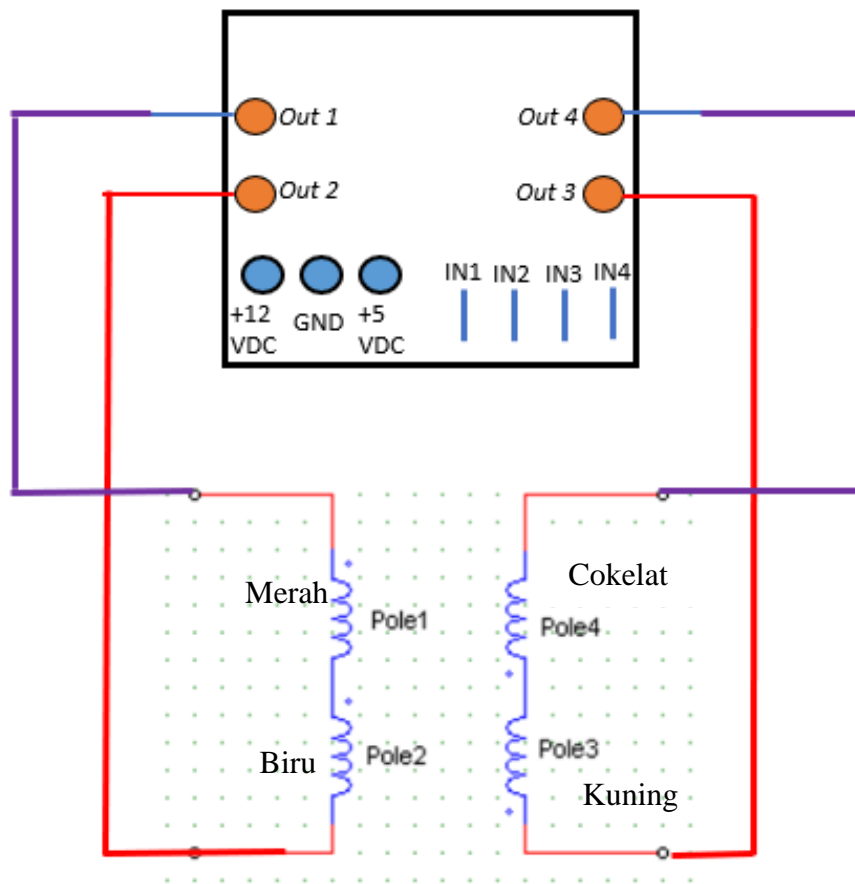 Out 1
Out 4
Out 2
Out 3
IN1 IN2 IN3 IN4
+12 GND +5
VDC VDC
Merah
Cokelat
Pole1
Pole4
Biru
Pole2
Pole3
Kuning